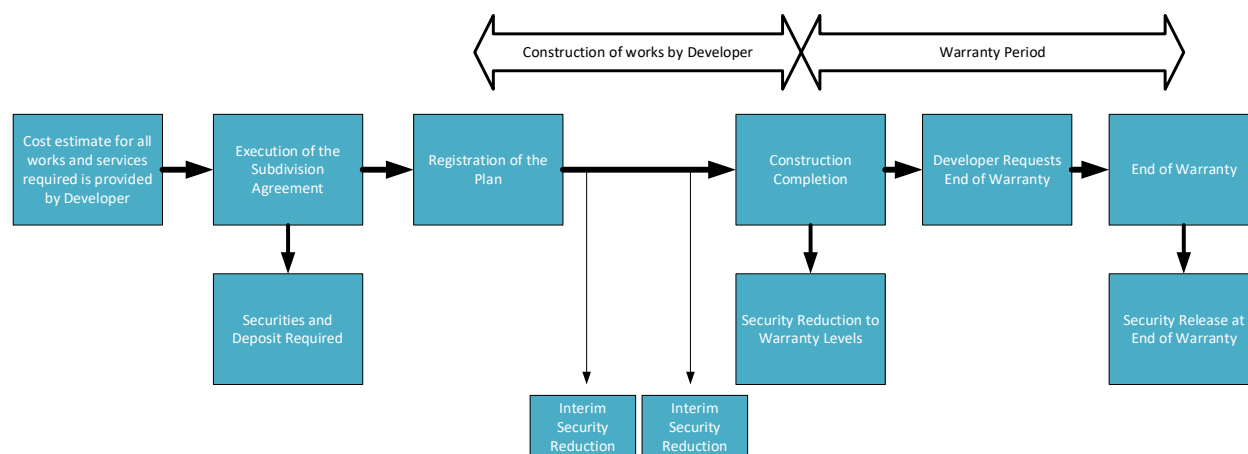 Construction of works by Developer
Warranty Period
Cost estimate for all
works and services
required is provided
by Developer
Execution of the
Subdivision
Agreement
Registration of the
Plan
Construction
Completion
Developer Requests
End of Warranty
End of Warranty
Securities and
Deposit Required
Security Reduction to
Warranty Levels
Security Release at
End of Warranty
Interim
Security
Reduction
Interim
Security
Reduction